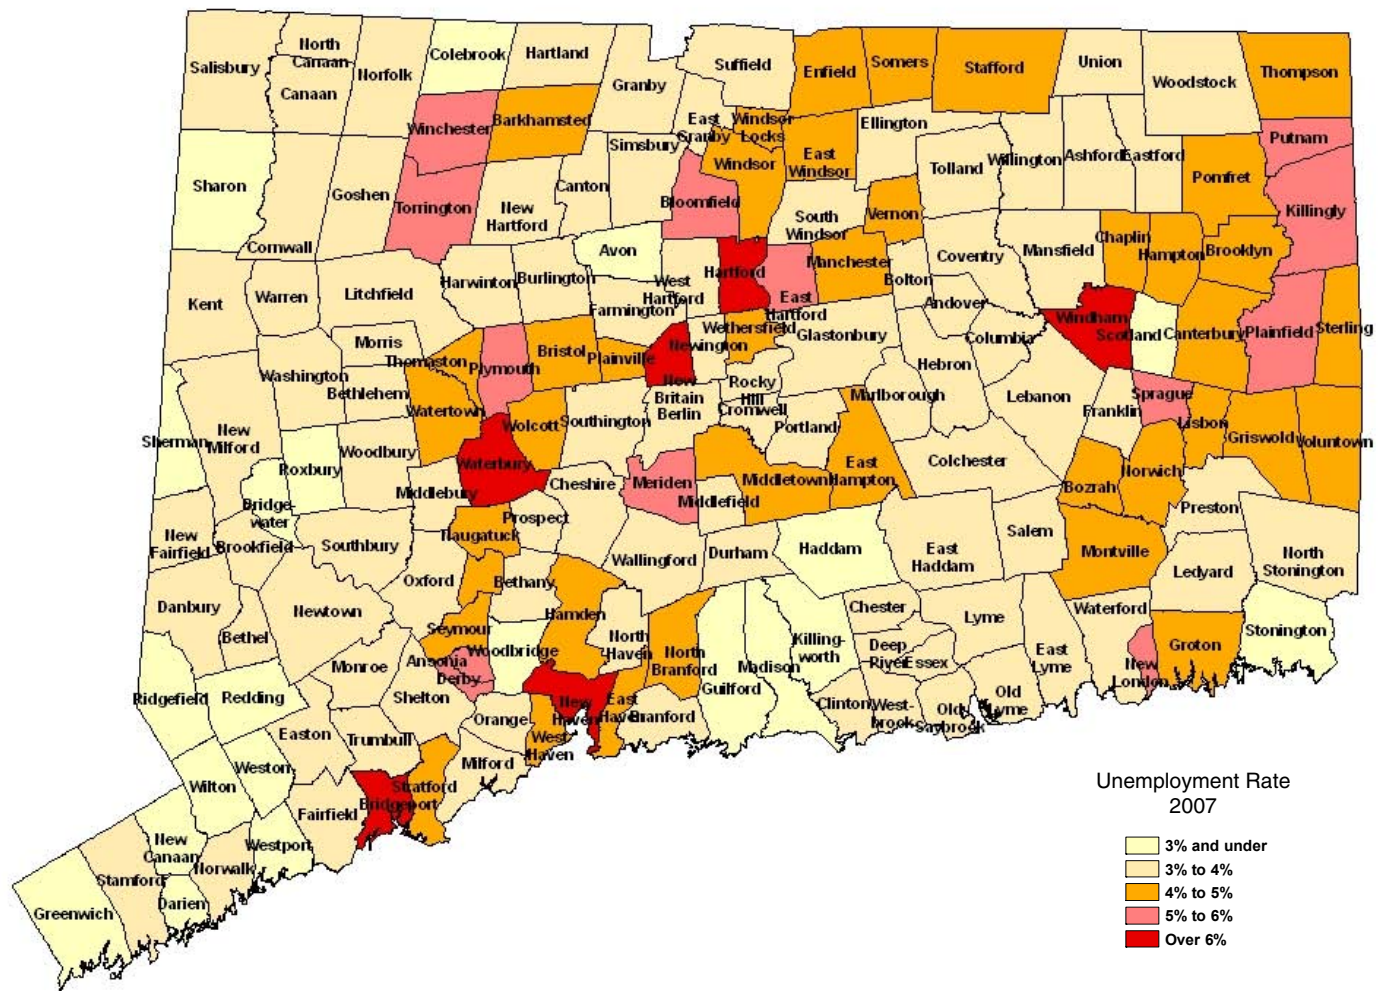 North
Canaan
Colebrook
Hartland
Salisbury
Norfolk
Canaan
Granby
Suffield
Enfield
Somers
Stafford
Union
Woodstock
Thompson
Winchester
Barkhamsted
East
Granby
Windsor
Locks
Ellington
Simsbury
Windsor
East
Windsor
Tolland
Willington
Ashford
Eastford
Putnam
Pomfret
Sharon
Goshen
Torrington
New
Hartford
Canton
Bloomfield
South
Windsor
Vernon
Killingly
Cornwall
Avon
Mansfield
Chaplin
Hampton
Brooklyn
Kent
Warren
Litchfield
Harwinton
Burlington
West
Hartford
Hartford
East
Hartford
Manchester
Bolton
Coventry
Andover
Farmington
Windham
Scotland
Canterbury
Plainfield
Sterling
Morris
Thomaston
Plymouth
Bristol
Plainville
Newington
Wethersfield
Glastonbury
Columbia
Hebron
Washington
Bethlehem
Watertown
New
Britain
Berlin
Rocky
Hill
Cromwell
Marlborough
Lebanon
Franklin
Sprague
Lisbon
Griswold
Voluntown
Wolcott
Southington
Portland
Sherman
New
Milford
Roxbury
Woodbury
Waterbury
Middlebury
Cheshire
Meriden
Middlefield
Middletown
East
Hampton
Colchester
Bozrah
Norwich
Preston
Bridge-
water
Brookfield
Southbury
Naugatuck
Prospect
New
Fairfield
Wallingford
Durham
Haddam
East
Haddam
Salem
Montville
Ledyard
North
Stonington
Danbury
Newtown
Oxford
Bethany
Hamden
Chester
Lyme
Waterford
Bethel
Seymour
Woodbridge
North
Haven
North
Branford
Guilford
Madison
Killing-
worth
Deep
River
Essex
East
Lyme
New
London
Groton
Stonington
Monroe
Ansonia
Derby
Shelton
Ridgefield
Redding
Orange
New
Haven
East
Haven
Branford
Clinton
West-
brook
Old
Saybrook
Old
Lyme
Easton
Trumbull
West
Haven
Milford
Weston
Wilton
Stratford
Bridgeport
Fairfield
New
Canaan
Westport
Norwalk
Stamford
Darien
Greenwich
Unemployment Rate
2007
3% and under
3% to 4%
4% to 5%
5% to 6%
Over 6%